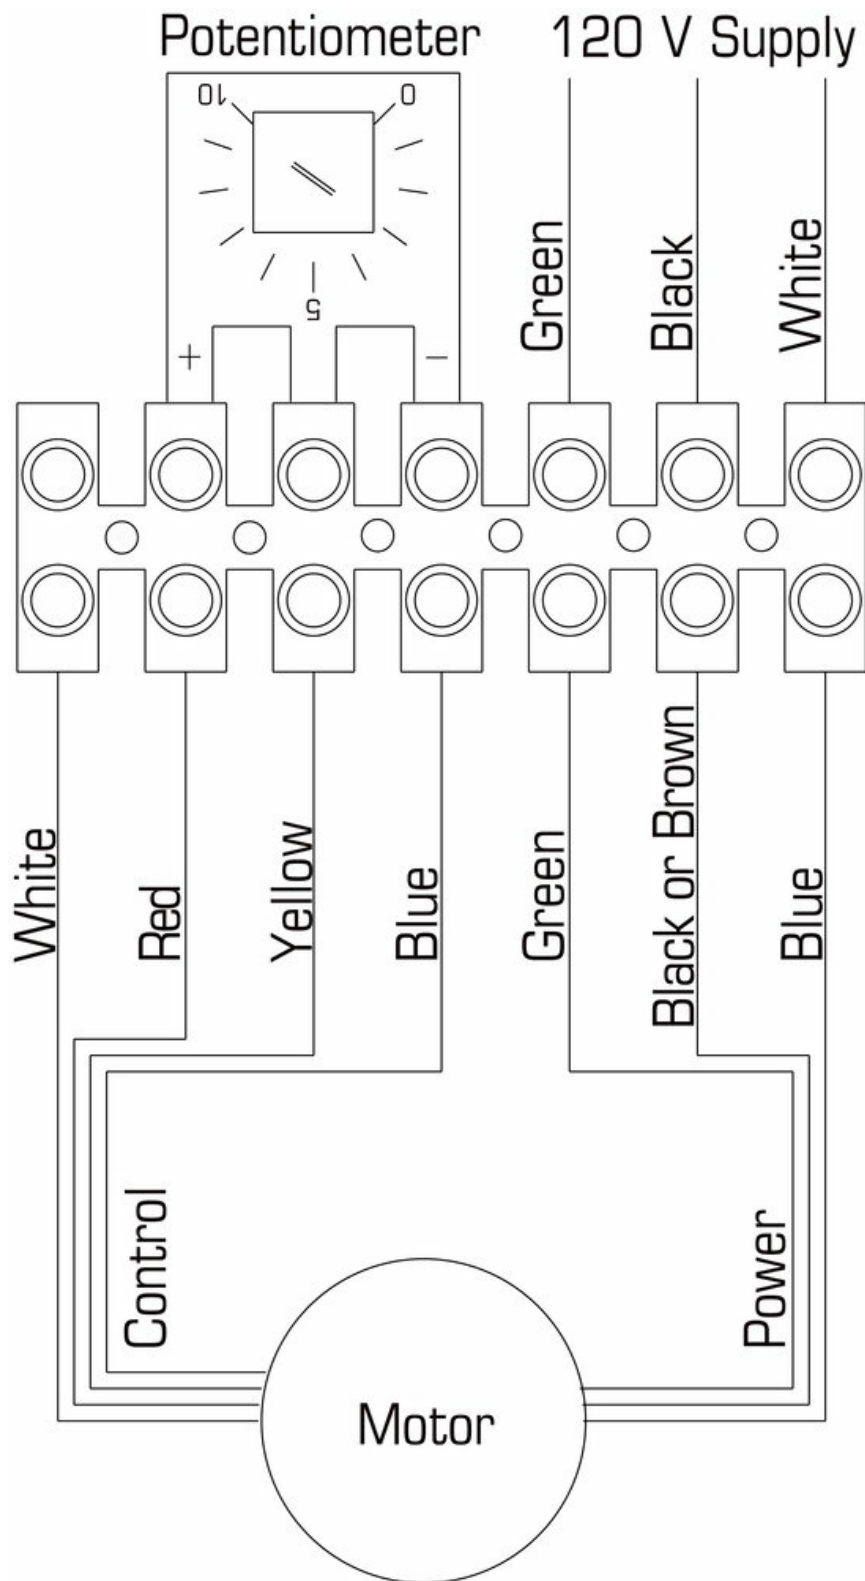 Potentiometer
120 V Supply
10
0
5
+
-
Green
Black
White
White
Red
Yellow
Blue
Green
Black or Brown
Blue
Control
Power
Motor